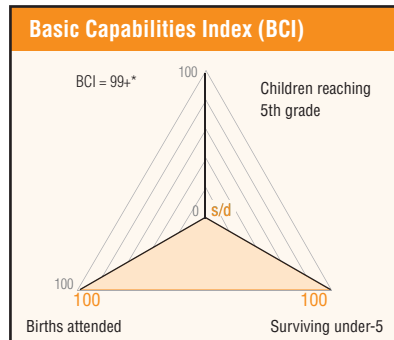 Basic Capabilities Index (BCI)
BCI = 99+*
100
Children reaching
5th grade
0
s/d
100
100
100
Births attended
Surviving under-5